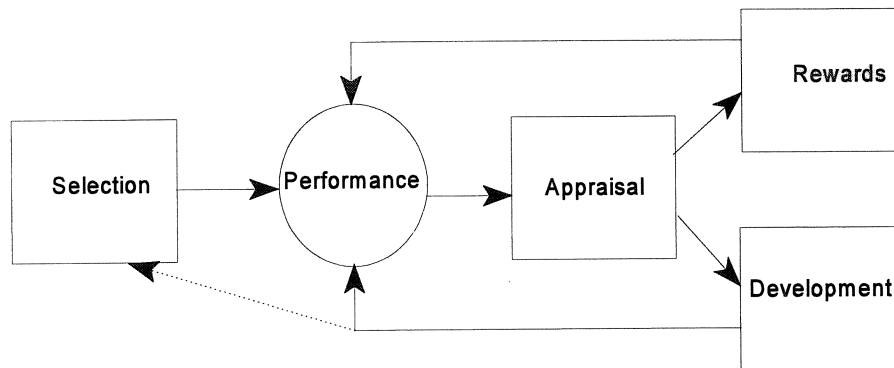 Rewards
Selection
Performance
Appraisal
Development